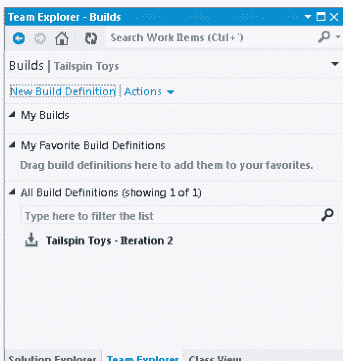 Team Explorer - Builds
Search Work Items (Ctrl+')
Builds | Tailspin Toys
New Build Definition | Actions
My Builds
My Favorite Build Definitions
Drag build definitions here to add them to your favorites.
All Build Definitions (showing 1 of 1)
Type here to filter the list
Tailspin Toys - Iteration 2
Solution Explorer Team Explorer Class View